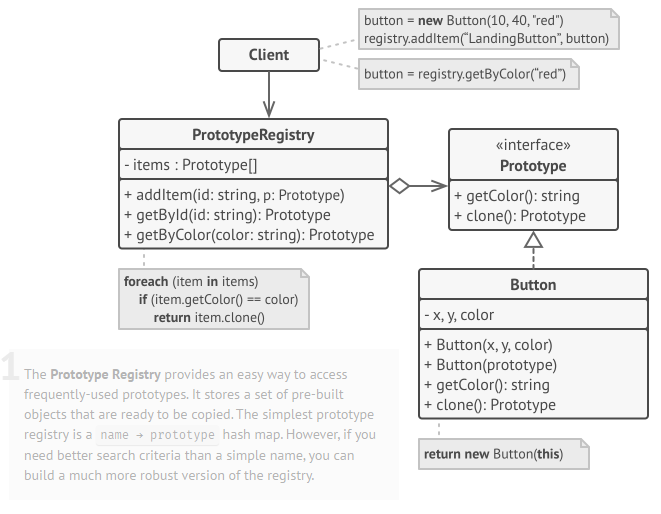 button = new Button(10, 40, "red")
registry.addItem(“LandingButton”, button)
Client
button = registry.getByColor(“red”)
PrototypeRegistry
- items : Prototype[]
+ addItem(id: string, p: Prototype)
+ getById(id: string): Prototype
+ getByColor(color: string): Prototype
«interface»
Prototype
+ getColor(): string
+ clone(): Prototype
foreach (item in items)
if (item.getColor() == color)
return item.clone()
Button
- x, y, color
+ Button(x, y, color)
+ Button(prototype)
+ getColor(): string
+ clone(): Prototype
return new Button(this)
1
The Prototype Registry provides an easy way to access
frequently-used prototypes. It stores a set of pre-built
objects that are ready to be copied. The simplest prototype
registry is a name → prototype hash map. However, if you
need better search criteria than a simple name, you can
build a much more robust version of the registry.